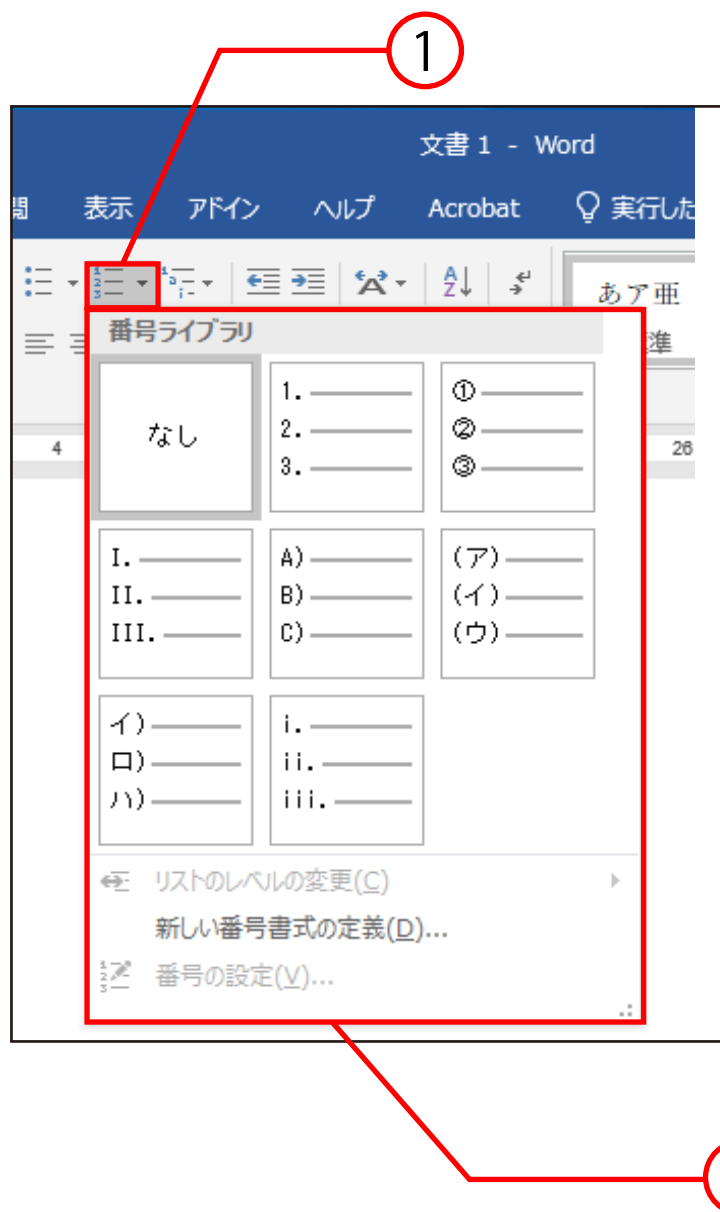 1
文書 1 - Word
表示 アドイン ヘルプ Acrobat 実行した
あア亜
準
番号ライブラリ
4
26
なし
1.
2.
3.
①
②
③
I.
II.
III.
A)
B)
C)
(ア)
(イ)
(ウ)
イ)
ロ)
ハ)
i.
ii.
iii.
リストのレベルの変更(C)
新しい番号書式の定義(D)...
番号の設定(V)...